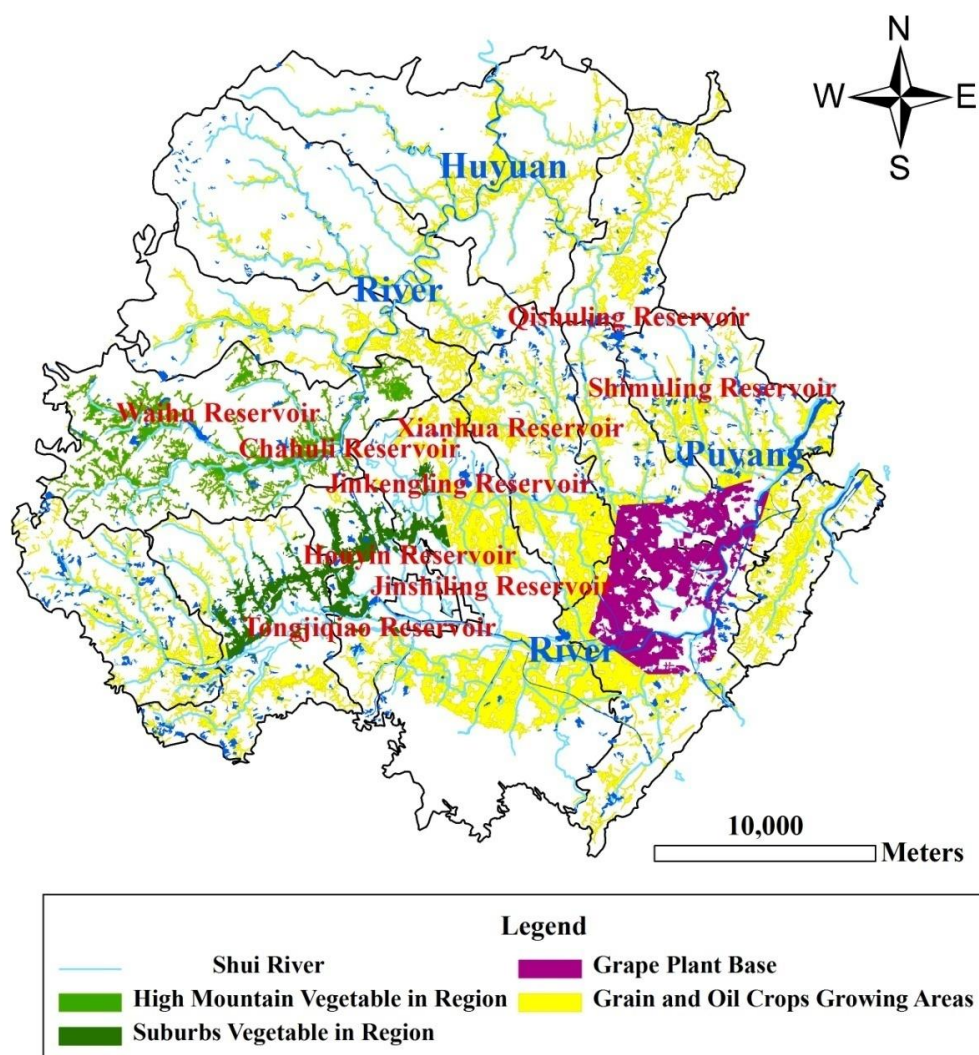 N
W E
S
Huyuan
River
Qishuling Reservoir
Shimuling Reservoir
Waihu Reservoir
Xianhua Reservoir
Chahuli Reservoir
Puyang
Jinkengling Reservoir
Houyin Reservoir
Jinshiling Reservoir
Tongjiqiao Reservoir
River
10,000
Meters
Legend
Shui River
Grape Plant Base
High Mountain Vegetable in Region
Grain and Oil Crops Growing Areas
Suburbs Vegetable in Region